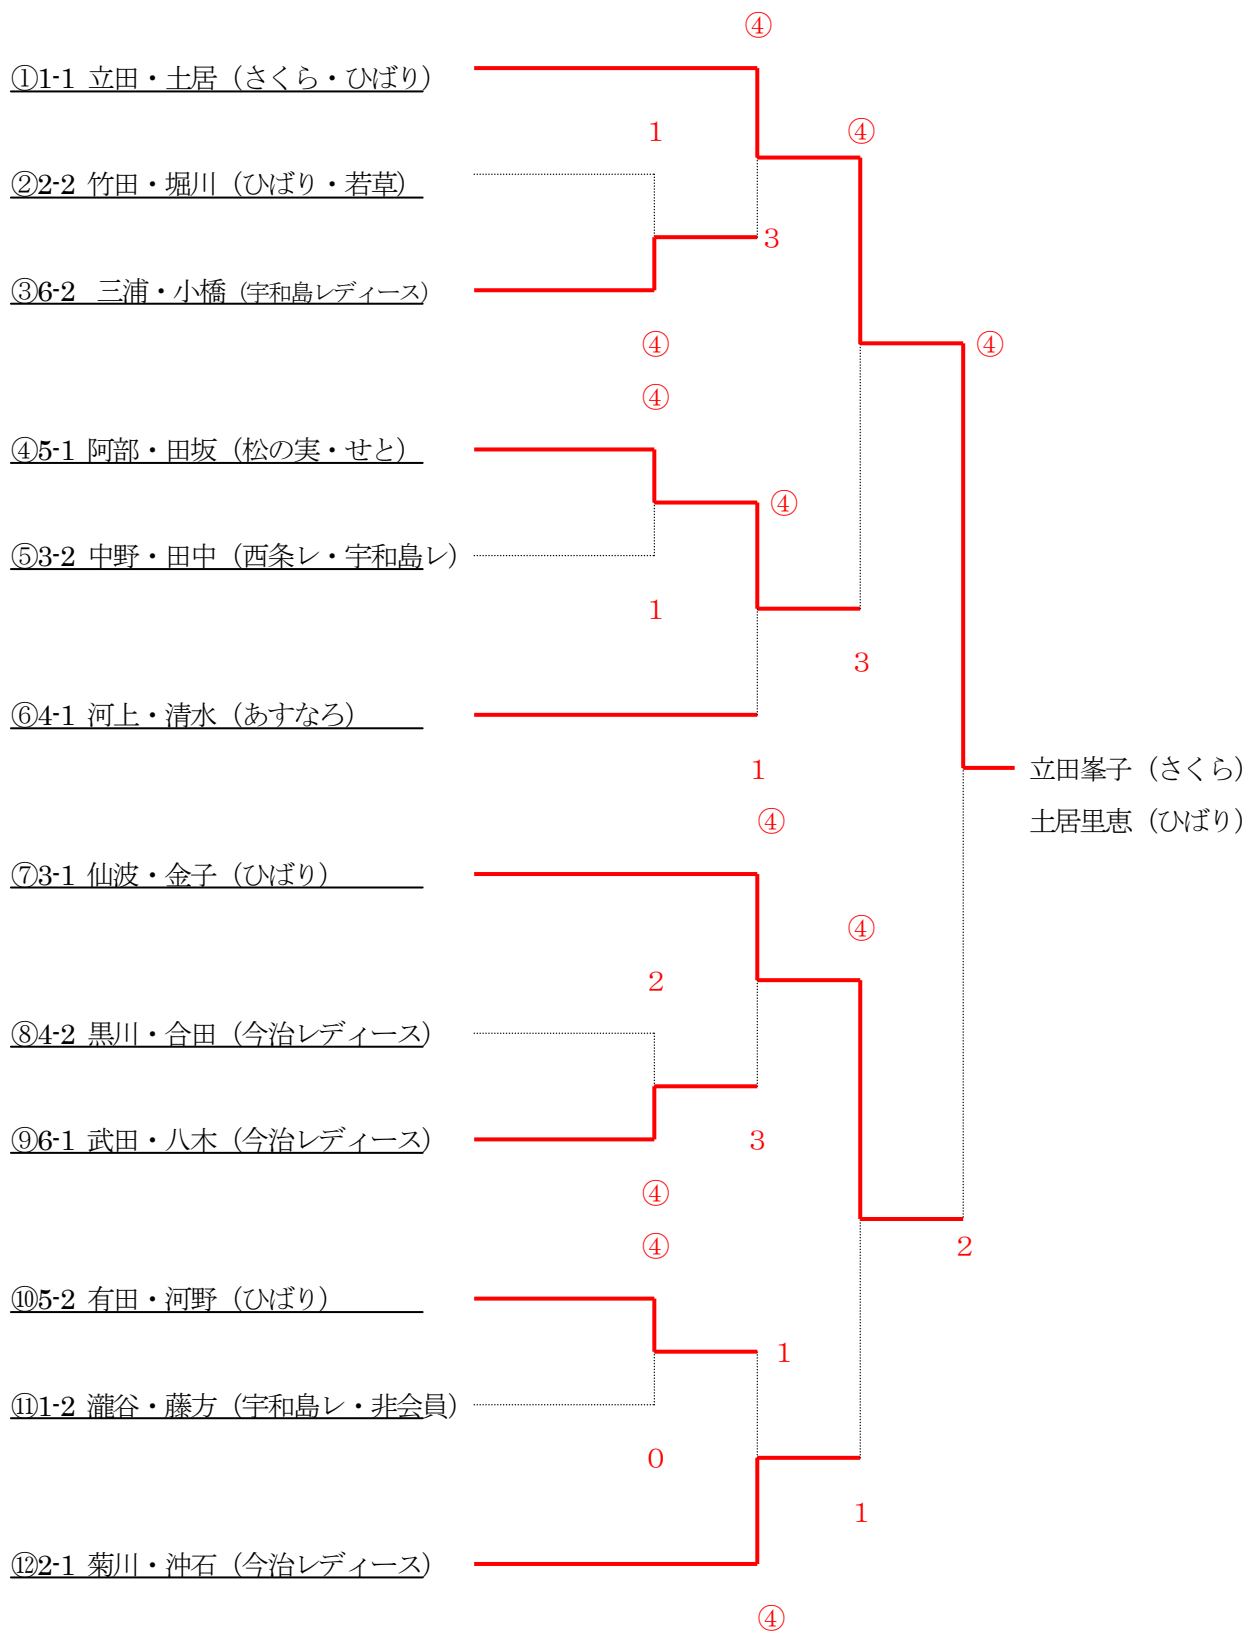 ④
①1-1 立田・土居（さくら・ひばり）
1
④
②2-2 竹田・堀川（ひばり・若草）
3
③6-2 三浦・小橋（宇和島レディース）
④
④
④
④5-1 阿部・田坂（松の実・せと）
④
⑤3-2 中野・田中（西条レ・宇和島レ）
1
3
⑥4-1 河上・清水（あすなろ）
1
立田峯子（さくら）
④
土居里恵（ひばり）
⑦3-1 仙波・金子（ひばり）
④
2
⑧4-2 黒川・合田（今治レディース）
⑨6-1 武田・八木（今治レディース）
3
④
④
2
⑩5-2 有田・河野（ひばり）
1
⑪1-2 瀧谷・藤方（宇和島レ・非会員）
0
1
⑫2-1 菊川・沖石（今治レディース）
④